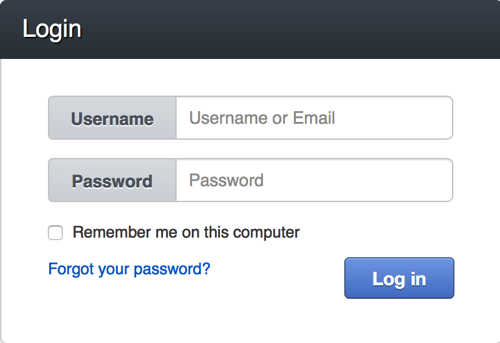 Login
Username Username or Email
Password Password
Remember me on this computer
Forgot your password?
Log in